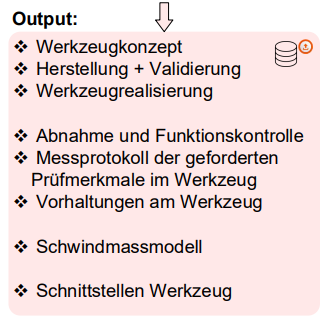 Output:
❖ Werkzeugkonzept
❖ Herstellung + Validierung
❖ Werkzeugrealisierung
❖ Abnahme und Funktionskontrolle
❖ Messprotokoll der geforderten
Prüfmerkmale im Werkzeug
❖ Vorhaltungen am Werkzeug
❖ Schwindmassmodell
❖ Schnittstellen Werkzeug